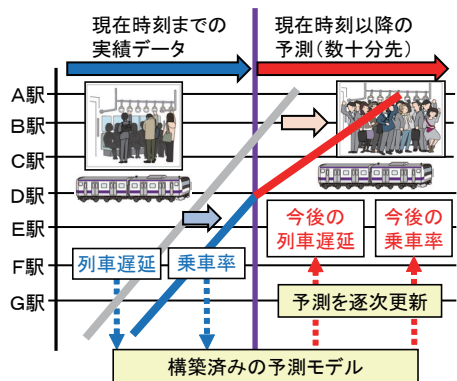 現在時刻までの
実績データ
現在時刻以降の
予測(数十分先)
A駅
B駅
C駅
D駅
E駅
F駅
G駅
列車遅延
乗車率
今後の
列車遅延
今後の
乗車率
予測を逐次更新
構築済みの予測モデル